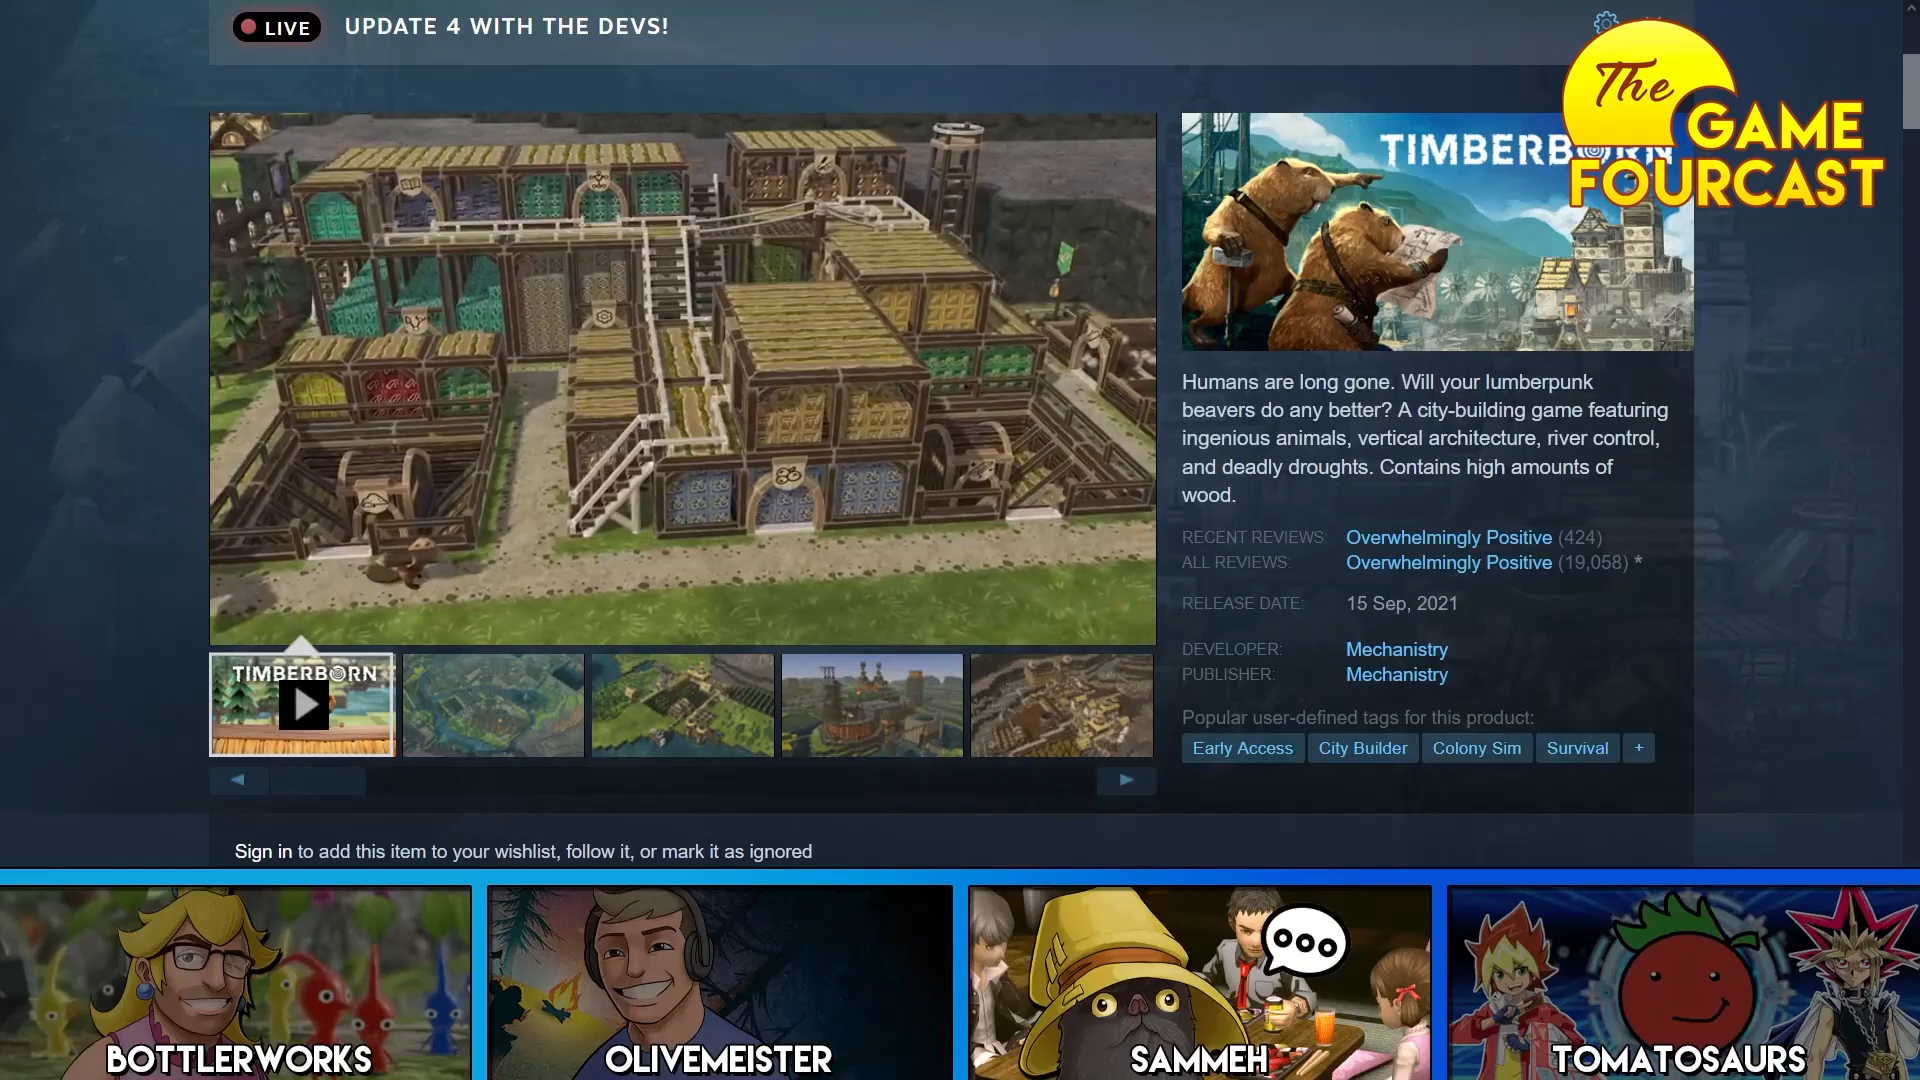 LIVE
UPDATE 4 WITH THE DEVS!
The
GAME
FOURCAST
TIMBERBORN
Humans are long gone. Will your lumberpunk
beavers do any better? A city-building game featuring
ingenious animals, vertical architecture, river control,
and deadly droughts. Contains high amounts of
wood.
RECENT REVIEWS: Overwhelmingly Positive (424)
ALL REVIEWS: Overwhelmingly Positive (19,058) *
RELEASE DATE: 15 Sep, 2021
DEVELOPER: Mechanistry
PUBLISHER: Mechanistry
Popular user-defined tags for this product:
Early Access City Builder Colony Sim Survival +
TIMBERBORN
Sign in to add this item to your wishlist, follow it, or mark it as ignored
BOTTLERWORKS
OLIVEMEISTER
SAMMEH
TOMATOSAURS